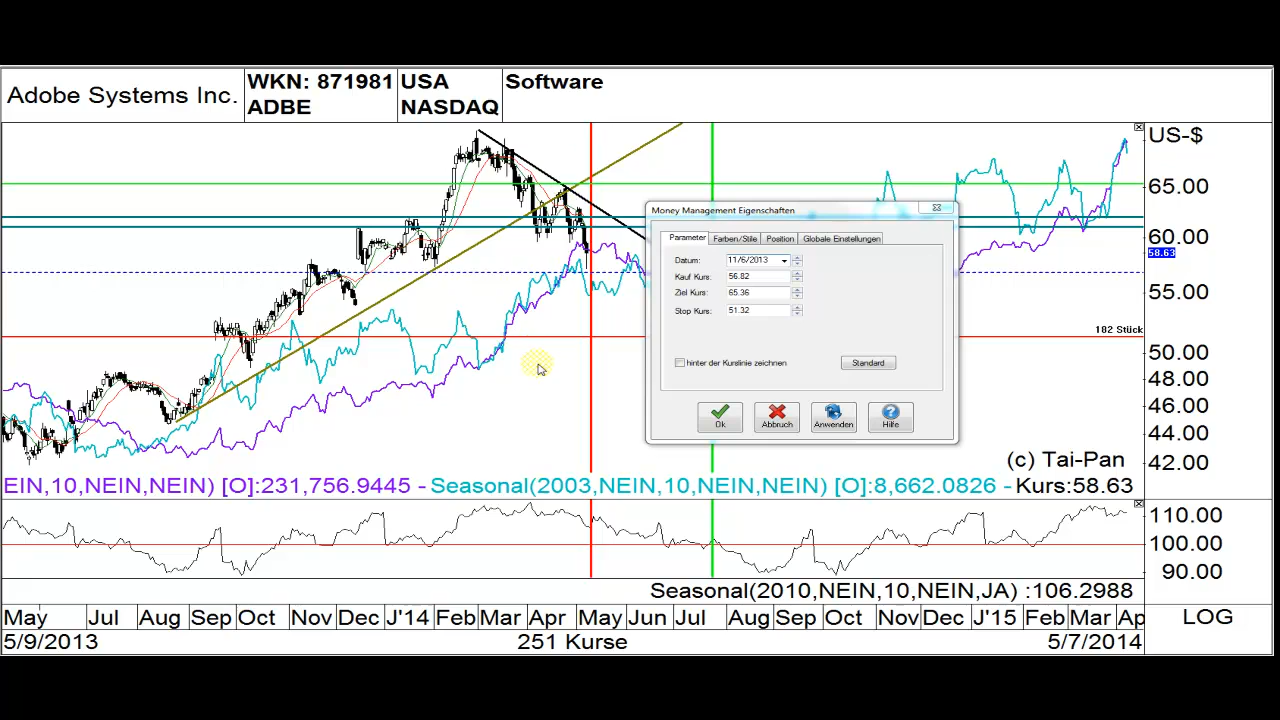 Adobe Systems Inc.
WKN: 871981
ADBE
USA
NASDAQ
Software
US-$
65.00
60.00
58.63
55.00
182 Stück
50.00
48.00
46.00
44.00
42.00
Money Management Eigenschaften
Parameter Farben/Stile Position Globale Einstellungen
Datum: 11/6/2013
Kauf Kurs: 56.82
Ziel Kurs: 65.36
Stop Kurs: 51.32
hinter der Kurslinie zeichnen Standard
Ok Abbruch Anwenden Hilfe
(c) Tai-Pan
EIN,10,NEIN,NEIN) [O]:231,756.9445 - Seasonal(2003,NEIN,10,NEIN,NEIN) [O]:8,662.0826 - Kurs:58.63
110.00
100.00
90.00
Seasonal(2010,NEIN,10,NEIN,JA) :106.2988
May Jul Aug Sep Oct Nov Dec J'14 Feb Mar Apr May Jun Jul Aug Sep Oct Nov Dec J'15 Feb Mar Ap LOG
5/9/2013 251 Kurse 5/7/2014